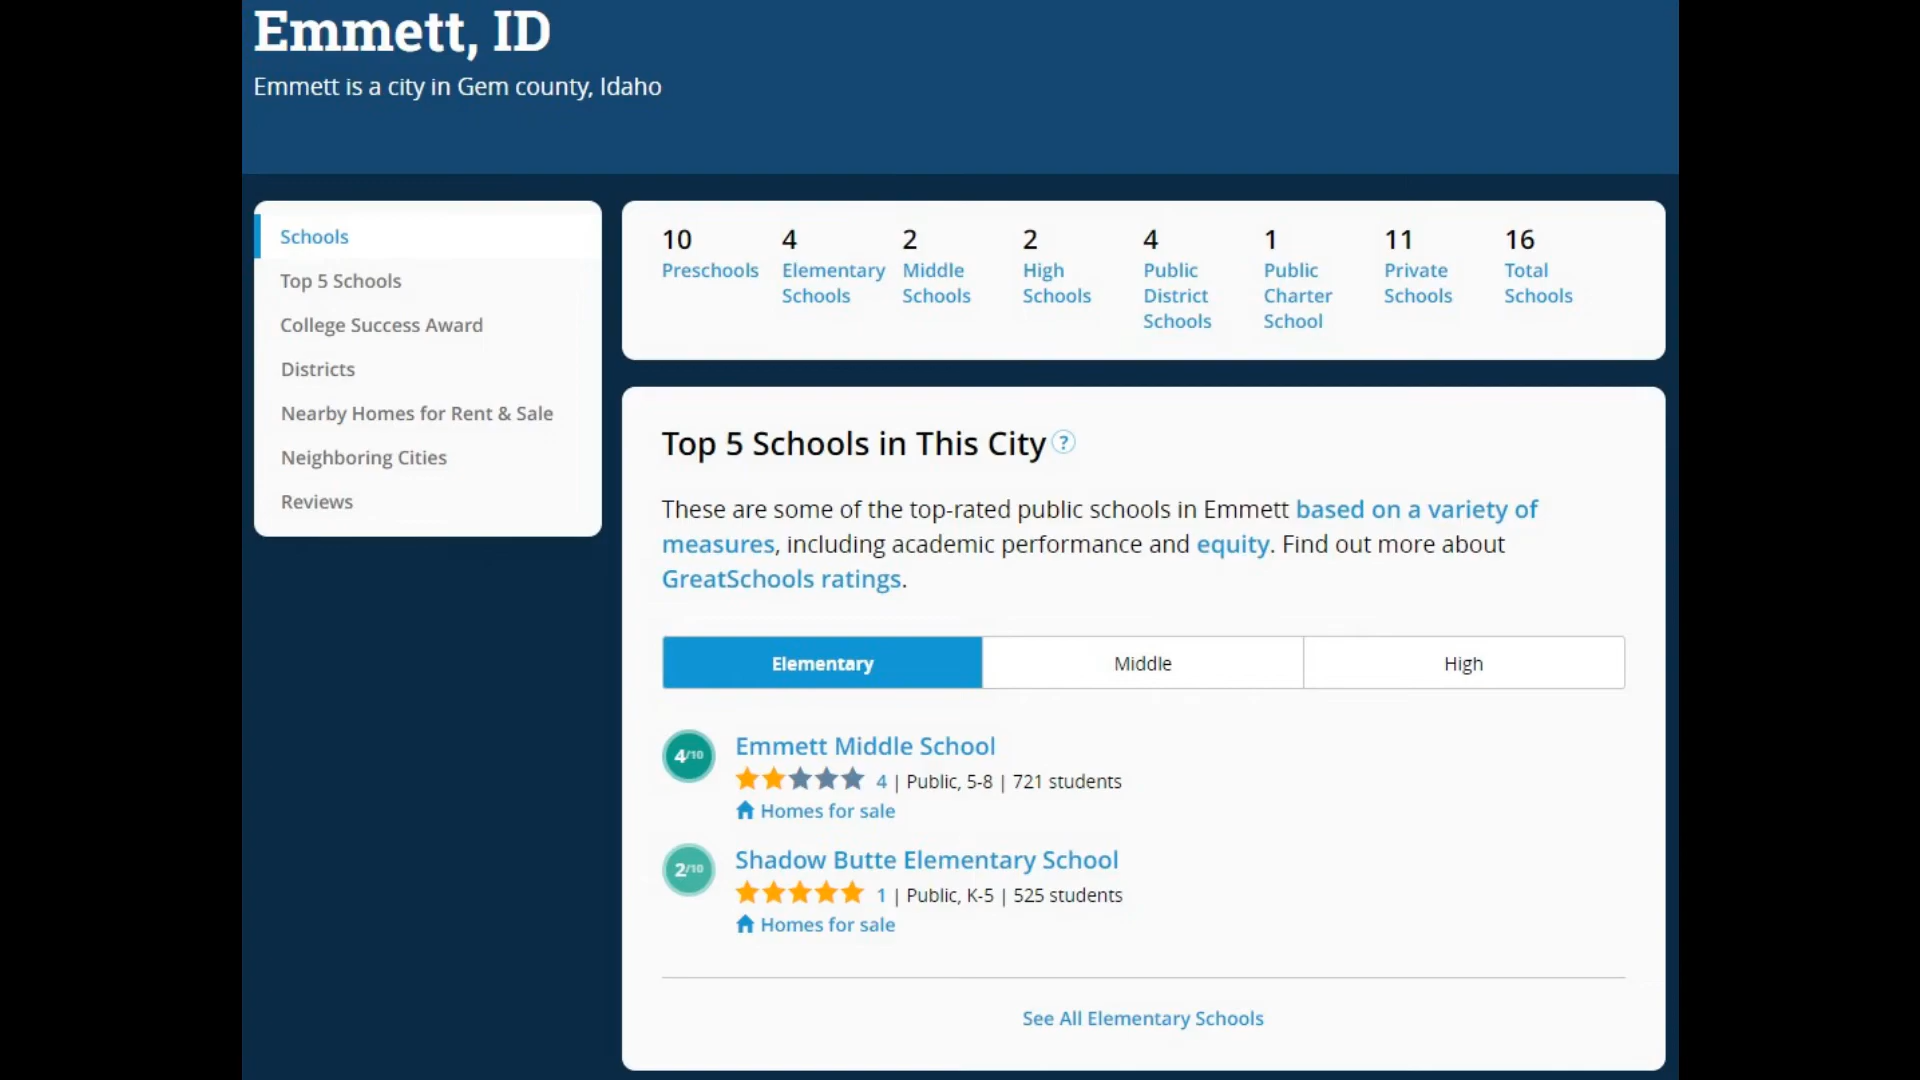 Emmett, ID
Emmett is a city in Gem county, Idaho
Schools
Top 5 Schools
College Success Award
Districts
Nearby Homes for Rent & Sale
Neighboring Cities
Reviews
10
Preschools
4
Elementary
Schools
2
Middle
Schools
2
High
Schools
4
Public
District
Schools
1
Public
Charter
School
11
Private
Schools
16
Total
Schools
Top 5 Schools in This City ?
These are some of the top-rated public schools in Emmett based on a variety of
measures, including academic performance and equity. Find out more about
GreatSchools ratings.
Elementary
Middle
High
4/10
Emmett Middle School
4 | Public, 5-8 | 721 students
Homes for sale
2/10
Shadow Butte Elementary School
1 | Public, K-5 | 525 students
Homes for sale
See All Elementary Schools